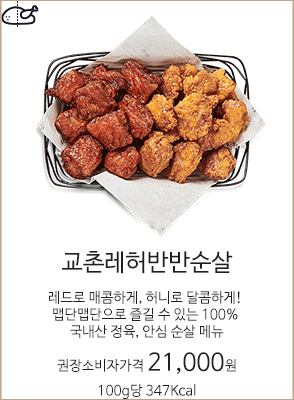 교촌레허반반순살
레드로 매콤하게, 허니로 달콤하게!
맵단맵단으로 즐길 수 있는 100%
국내산 정육, 안심 순살 메뉴
권장소비자가격 21,000원
100g당 347Kcal